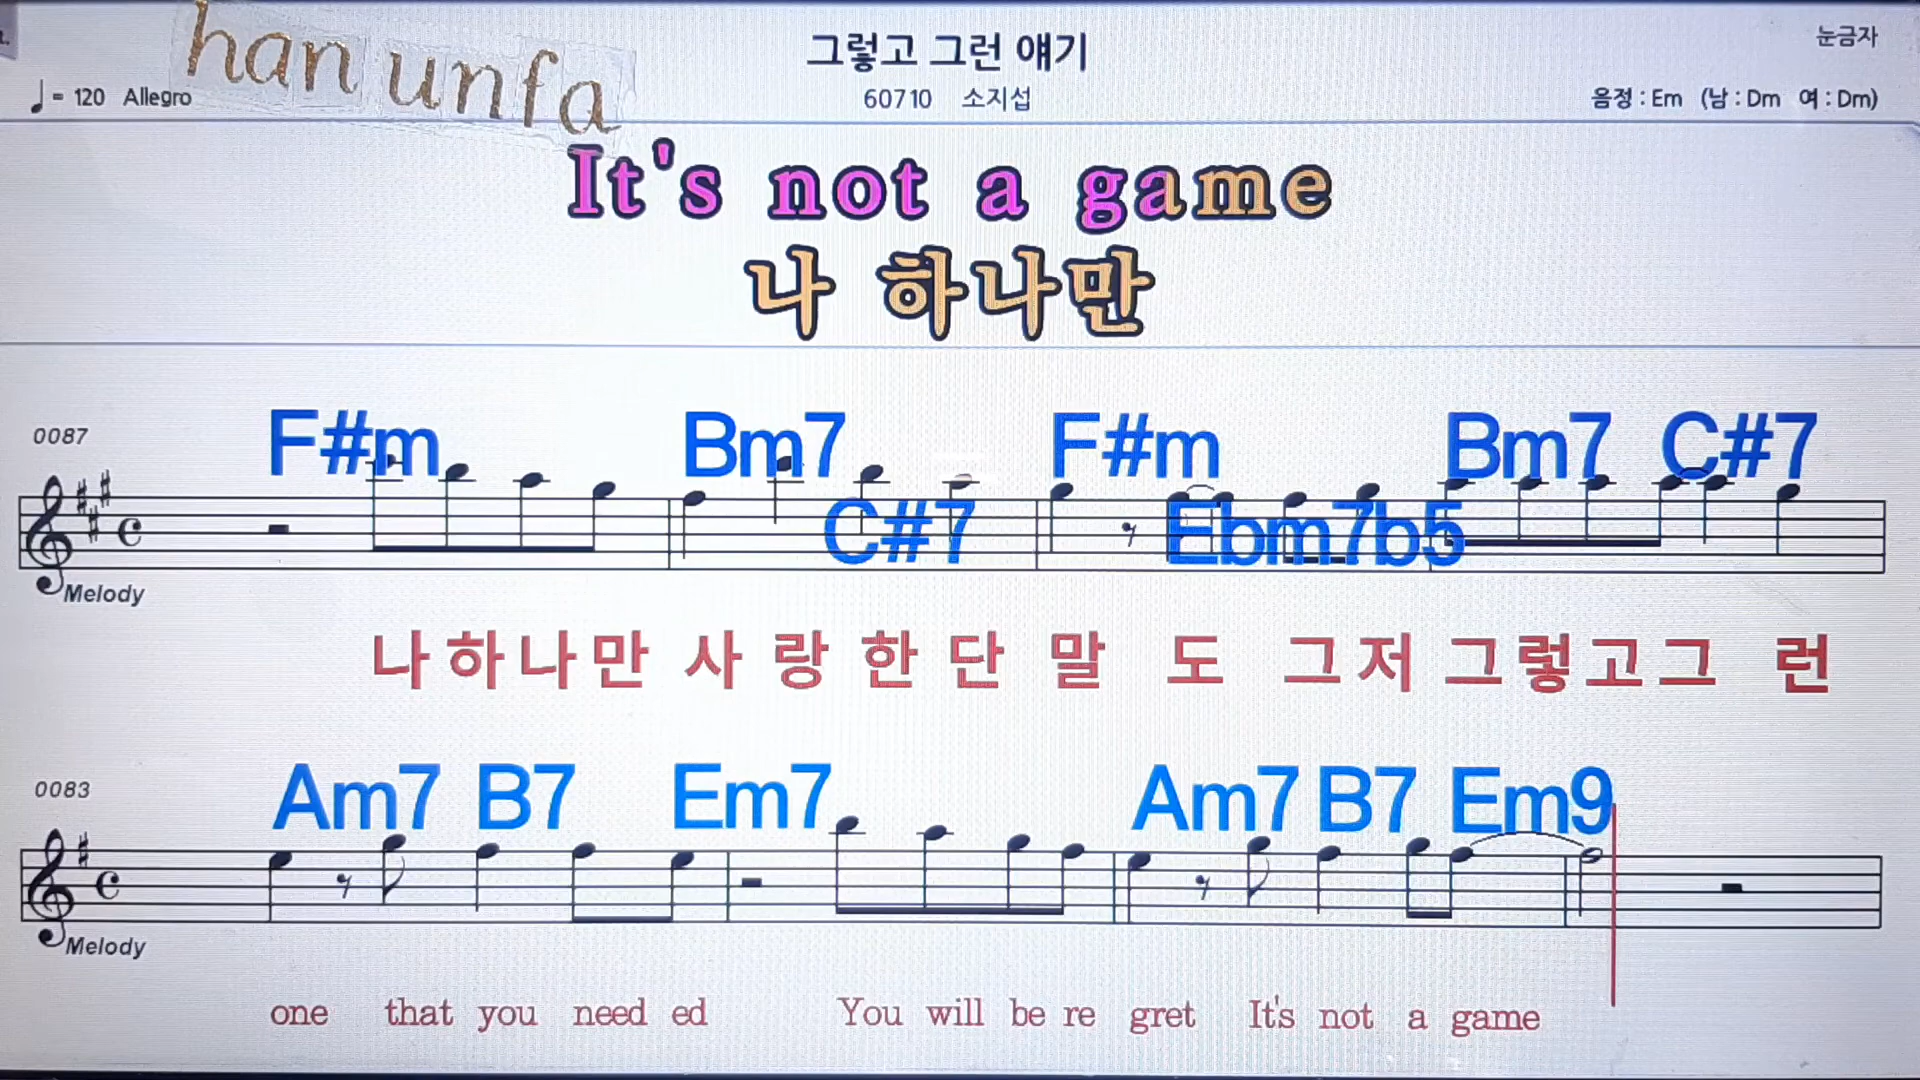 han unfa
그렇고 그런 얘기
눈금자
♩= 120 Allegro
60710 소지섭
음정 : Em (남 : Dm 여 : Dm)
It's not a game
나 하나만
0087
F#m Bm7 C#7 F#m Ebm7b5 Bm7 C#7
Melody
나 하 나 만 사 랑 한 단 말 도 그 저 그 렇 고 그 런
0083
Am7 B7 Em7 Am7 B7 Em9
Melody
one that you need ed You will be re gret It's not a game